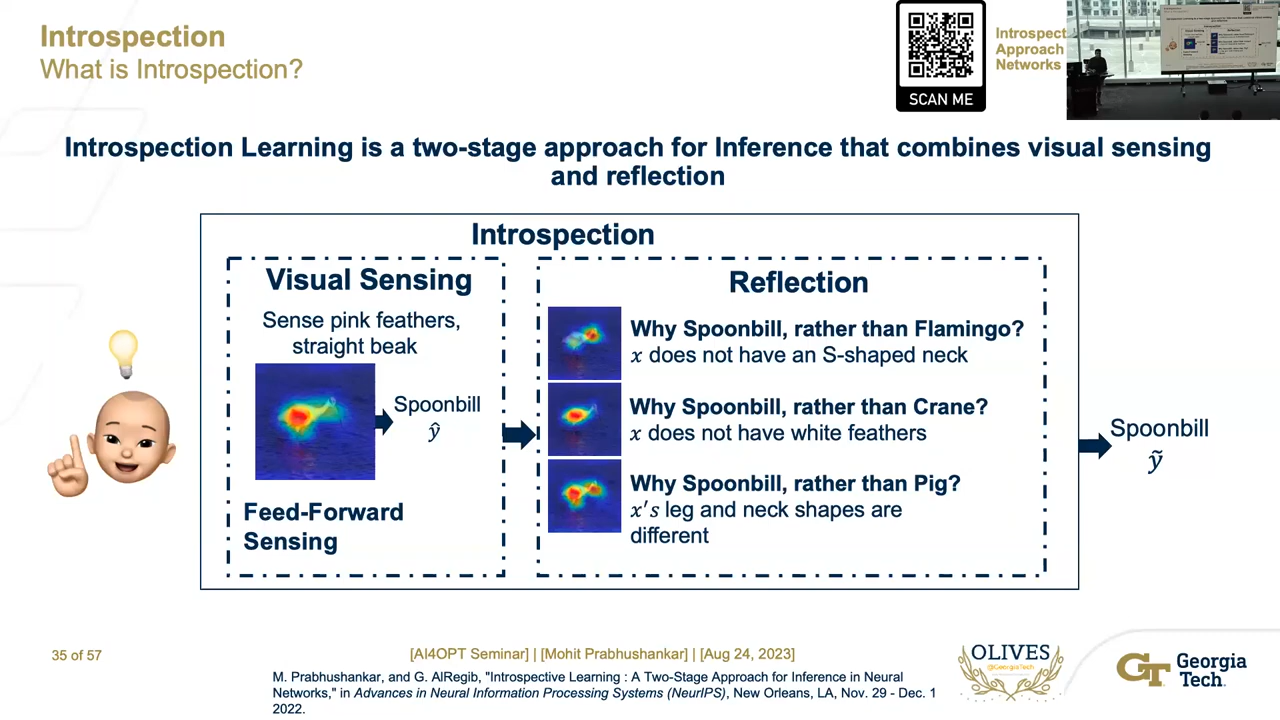 Introspection
What is Introspection?
SCAN ME
Introspect
Approach
Networks
Introspection Learning is a two-stage approach for Inference that combines visual sensing
and reflection
Introspection
Visual Sensing
Sense pink feathers,
straight beak
Spoonbill
ŷ
Feed-Forward
Sensing
Reflection
Why Spoonbill, rather than Flamingo?
x does not have an S-shaped neck
Why Spoonbill, rather than Crane?
x does not have white feathers
Why Spoonbill, rather than Pig?
x's leg and neck shapes are
different
Spoonbill
ỹ
35 of 57
[AI4OPT Seminar] | [Mohit Prabhushankar] | [Aug 24, 2023]
M. Prabhushankar, and G. AlRegib, "Introspective Learning : A Two-Stage Approach for Inference in Neural
Networks," in Advances in Neural Information Processing Systems (NeurIPS), New Orleans, LA, Nov. 29 - Dec. 1
2022.
OLIVES
@GeorgiaTech
GT
Georgia
Tech